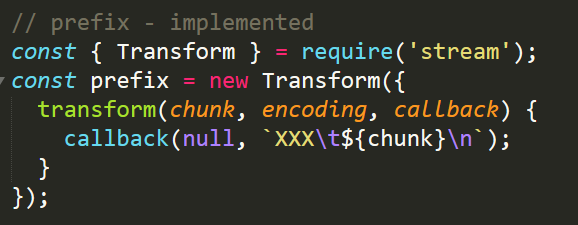 // prefix - implemented
const { Transform } = require('stream');
const prefix = new Transform({
  transform(chunk, encoding, callback) {
    callback(null, `XXX\t${chunk}\n`);
  }
});